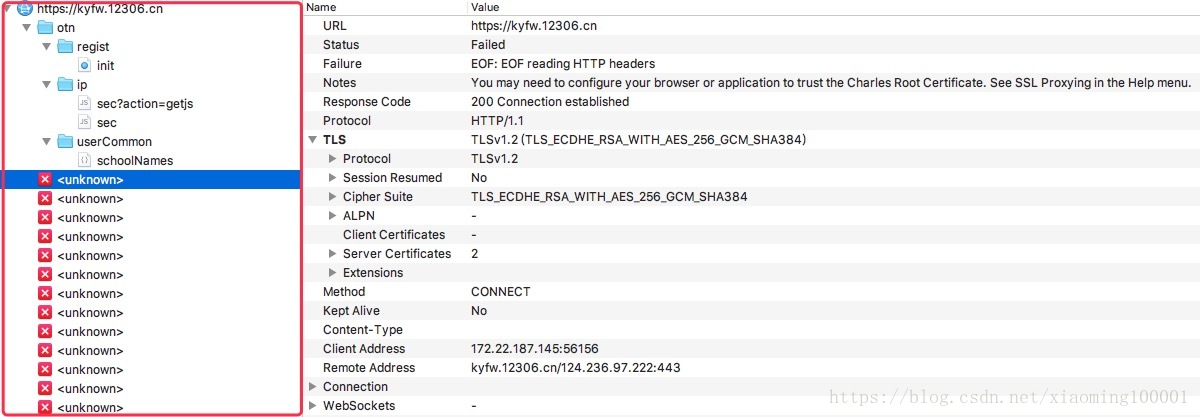 https://kyfw.12306.cn
otn
regist
init
ip
sec?action=getjs
sec
userCommon
schoolNames
<unknown>
<unknown>
<unknown>
<unknown>
<unknown>
<unknown>
<unknown>
<unknown>
<unknown>
<unknown>
<unknown>
<unknown>
<unknown>
Name Value
URL https://kyfw.12306.cn
Status Failed
Failure EOF: EOF reading HTTP headers
Notes You may need to configure your browser or application to trust the Charles Root Certificate. See SSL Proxying in the Help menu.
Response Code 200 Connection established
Protocol HTTP/1.1
TLS TLSv1.2 (TLS_ECDHE_RSA_WITH_AES_256_GCM_SHA384)
Protocol TLSv1.2
Session Resumed No
Cipher Suite TLS_ECDHE_RSA_WITH_AES_256_GCM_SHA384
ALPN -
Client Certificates -
Server Certificates 2
Extensions
Method CONNECT
Kept Alive No
Content-Type
Client Address 172.22.187.145:56156
Remote Address kyfw.12306.cn/124.236.97.222:443
Connection
WebSockets -
https://blog.csdn.net/xiaoming100001